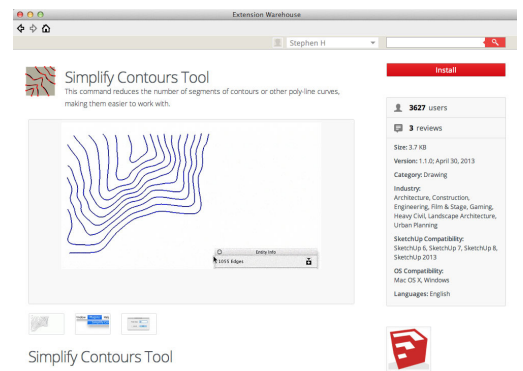 Extension Warehouse
Stephen H
Simplify Contours Tool
This command reduces the number of segments of contours or other poly-line curves,
making them easier to work with.
Entity Info
1055 Edges
Simplify Contours Tool
Install
3627 users
3 reviews
Size: 3.7 KB
Version: 1.1.0; April 30, 2013
Category: Drawing
Industry:
Architecture, Construction,
Engineering, Film & Stage, Gaming,
Heavy Civil, Landscape Architecture,
Urban Planning
SketchUp Compatibility:
SketchUp 6, SketchUp 7, SketchUp 8,
SketchUp 2013
OS Compatibility:
Mac OS X, Windows
Languages: English